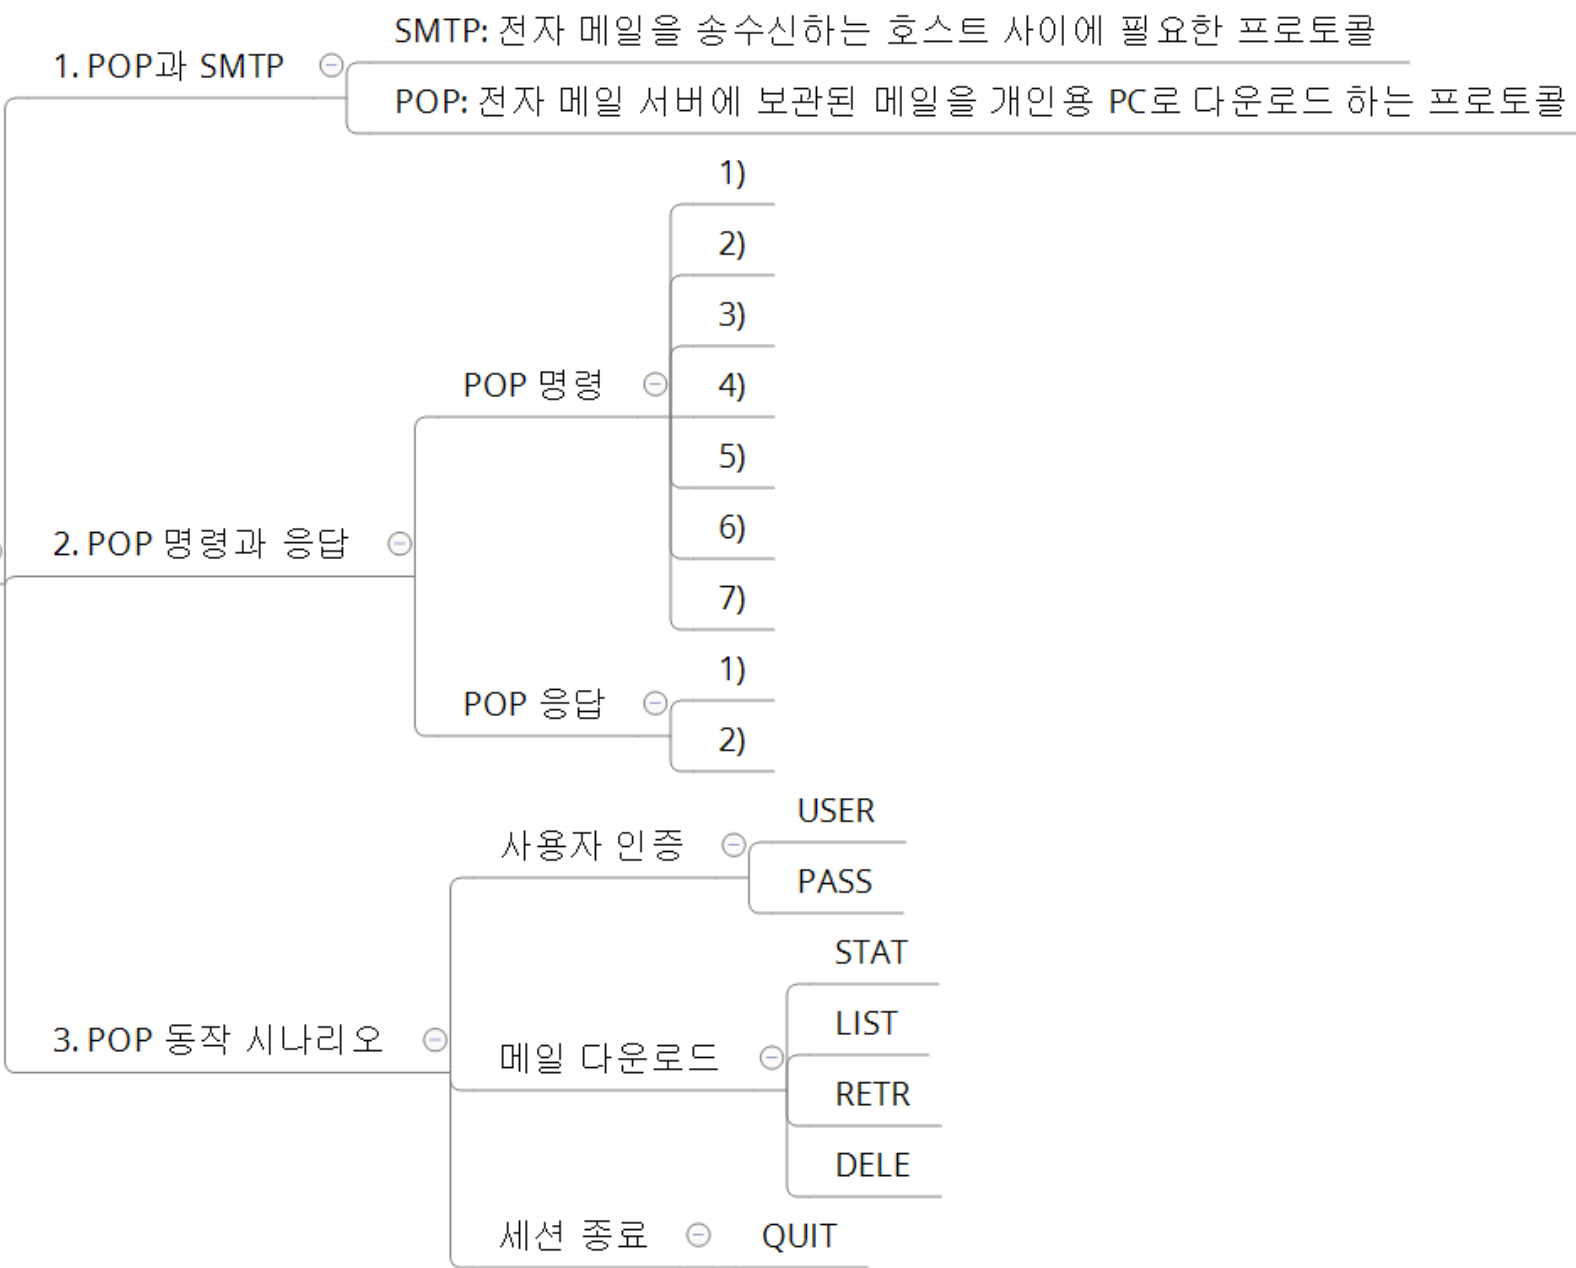 1. POP과 SMTP
SMTP: 전자 메일을 송수신하는 호스트 사이에 필요한 프로토콜
POP: 전자 메일 서버에 보관된 메일을 개인용 PC로 다운로드 하는 프로토콜
2. POP 명령과 응답
POP 명령
1)
2)
3)
4)
5)
6)
7)
POP 응답
1)
2)
3. POP 동작 시나리오
사용자 인증
USER
PASS
메일 다운로드
STAT
LIST
RETR
DELE
세션 종료
QUIT